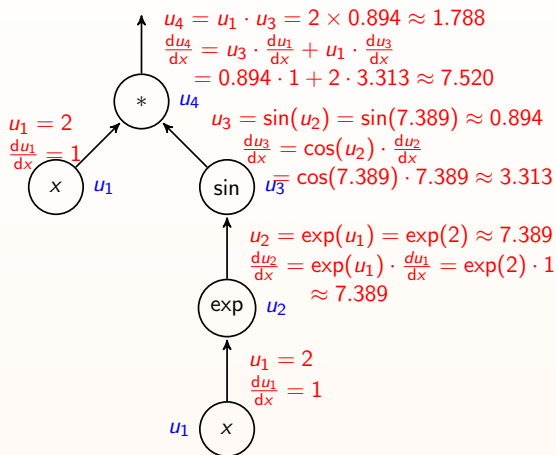 u₄ = u₁ · u₃ = 2 × 0.894 ≈ 1.788
du₄/dx = u₃ · du₁/dx + u₁ · du₃/dx
= 0.894 · 1 + 2 · 3.313 ≈ 7.520
* u₄
u₁ = 2
du₁/dx = 1
x u₁
u₃ = sin(u₂) = sin(7.389) ≈ 0.894
du₃/dx = cos(u₂) · du₂/dx
= cos(7.389) · 7.389 ≈ 3.313
sin u₃
u₂ = exp(u₁) = exp(2) ≈ 7.389
du₂/dx = exp(u₁) · du₁/dx = exp(2) · 1
≈ 7.389
exp u₂
u₁ = 2
du₁/dx = 1
u₁ x